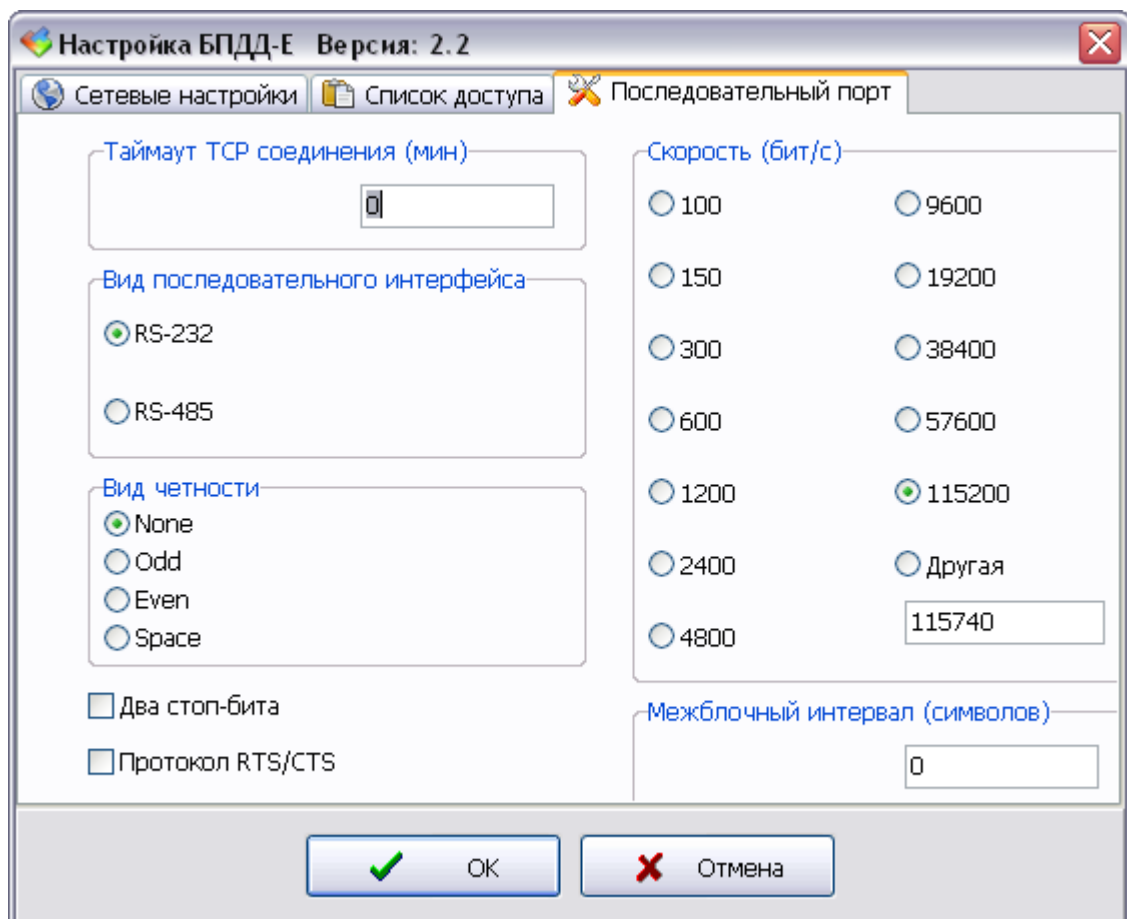 Настройка БПДД-Е Версия: 2.2
Сетевые настройки
Список доступа
Последовательный порт
Таймаут TCP соединения (мин)
0
Вид последовательного интерфейса
RS-232
RS-485
Вид четности
None
Odd
Even
Space
Два стоп-бита
Протокол RTS/CTS
Скорость (бит/с)
100
150
300
600
1200
2400
4800
9600
19200
38400
57600
115200
Другая
115740
Межблочный интервал (символов)
0
OK
Отмена